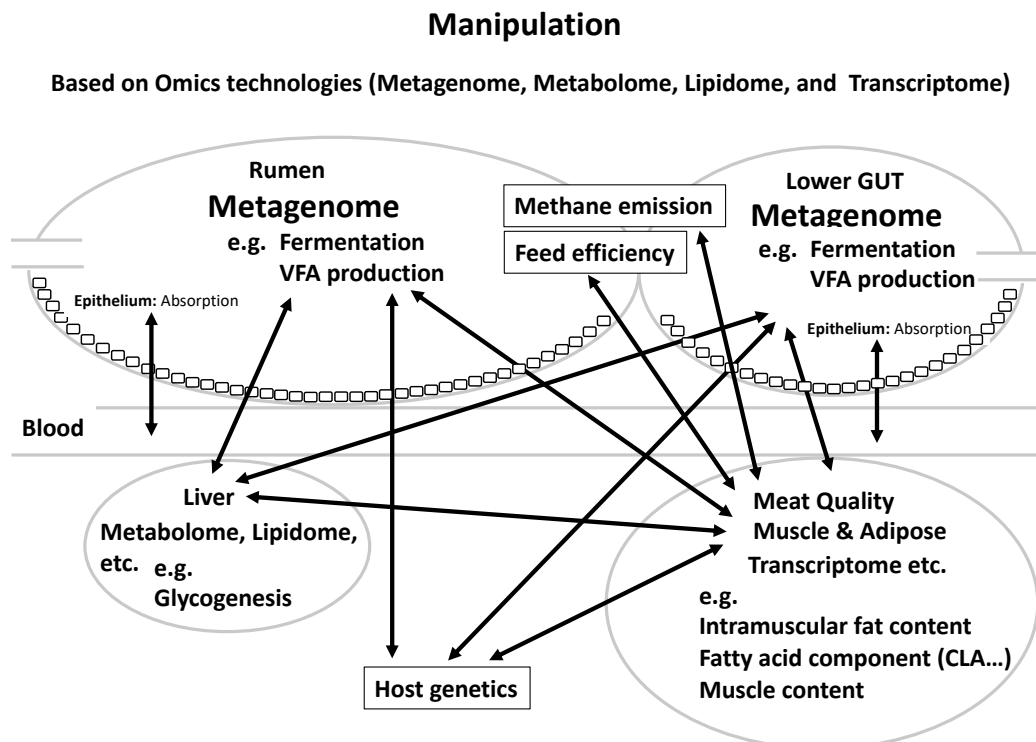 Manipulation
Based on Omics technologies (Metagenome, Metabolome, Lipidome, and Transcriptome)
Rumen
Metagenome
e.g. Fermentation
VFA production
Epithelium: Absorption
Methane emission
Feed efficiency
Lower GUT
Metagenome
e.g. Fermentation
VFA production
Epithelium: Absorption
Blood
Liver
Metabolome, Lipidome,
etc. e.g.
Glycogenesis
Meat Quality
Muscle & Adipose
Transcriptome etc.
e.g.
Intramuscular fat content
Fatty acid component (CLA...)
Muscle content
Host genetics